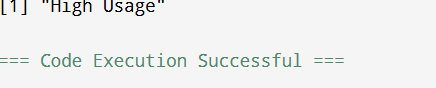 [1] "High Usage"
=== Code Execution Successful ===